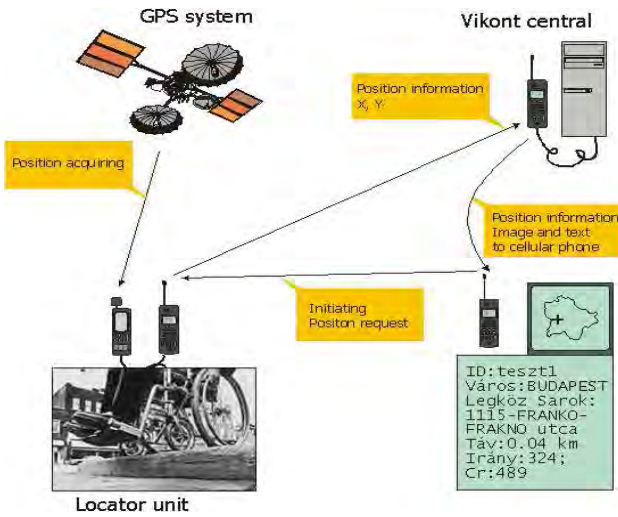 GPS system
Vikont central
Position information
X, Y
Position acquiring
Position information
Image and text
to cellular phone
Initiating
Positon request
ID:teszt1
Város:BUDAPEST
Legköz Sarok:
1115-FRANKO-
FRAKNO utca
Táv:0.04 km
Irány:324;
Cr:489
Locator unit